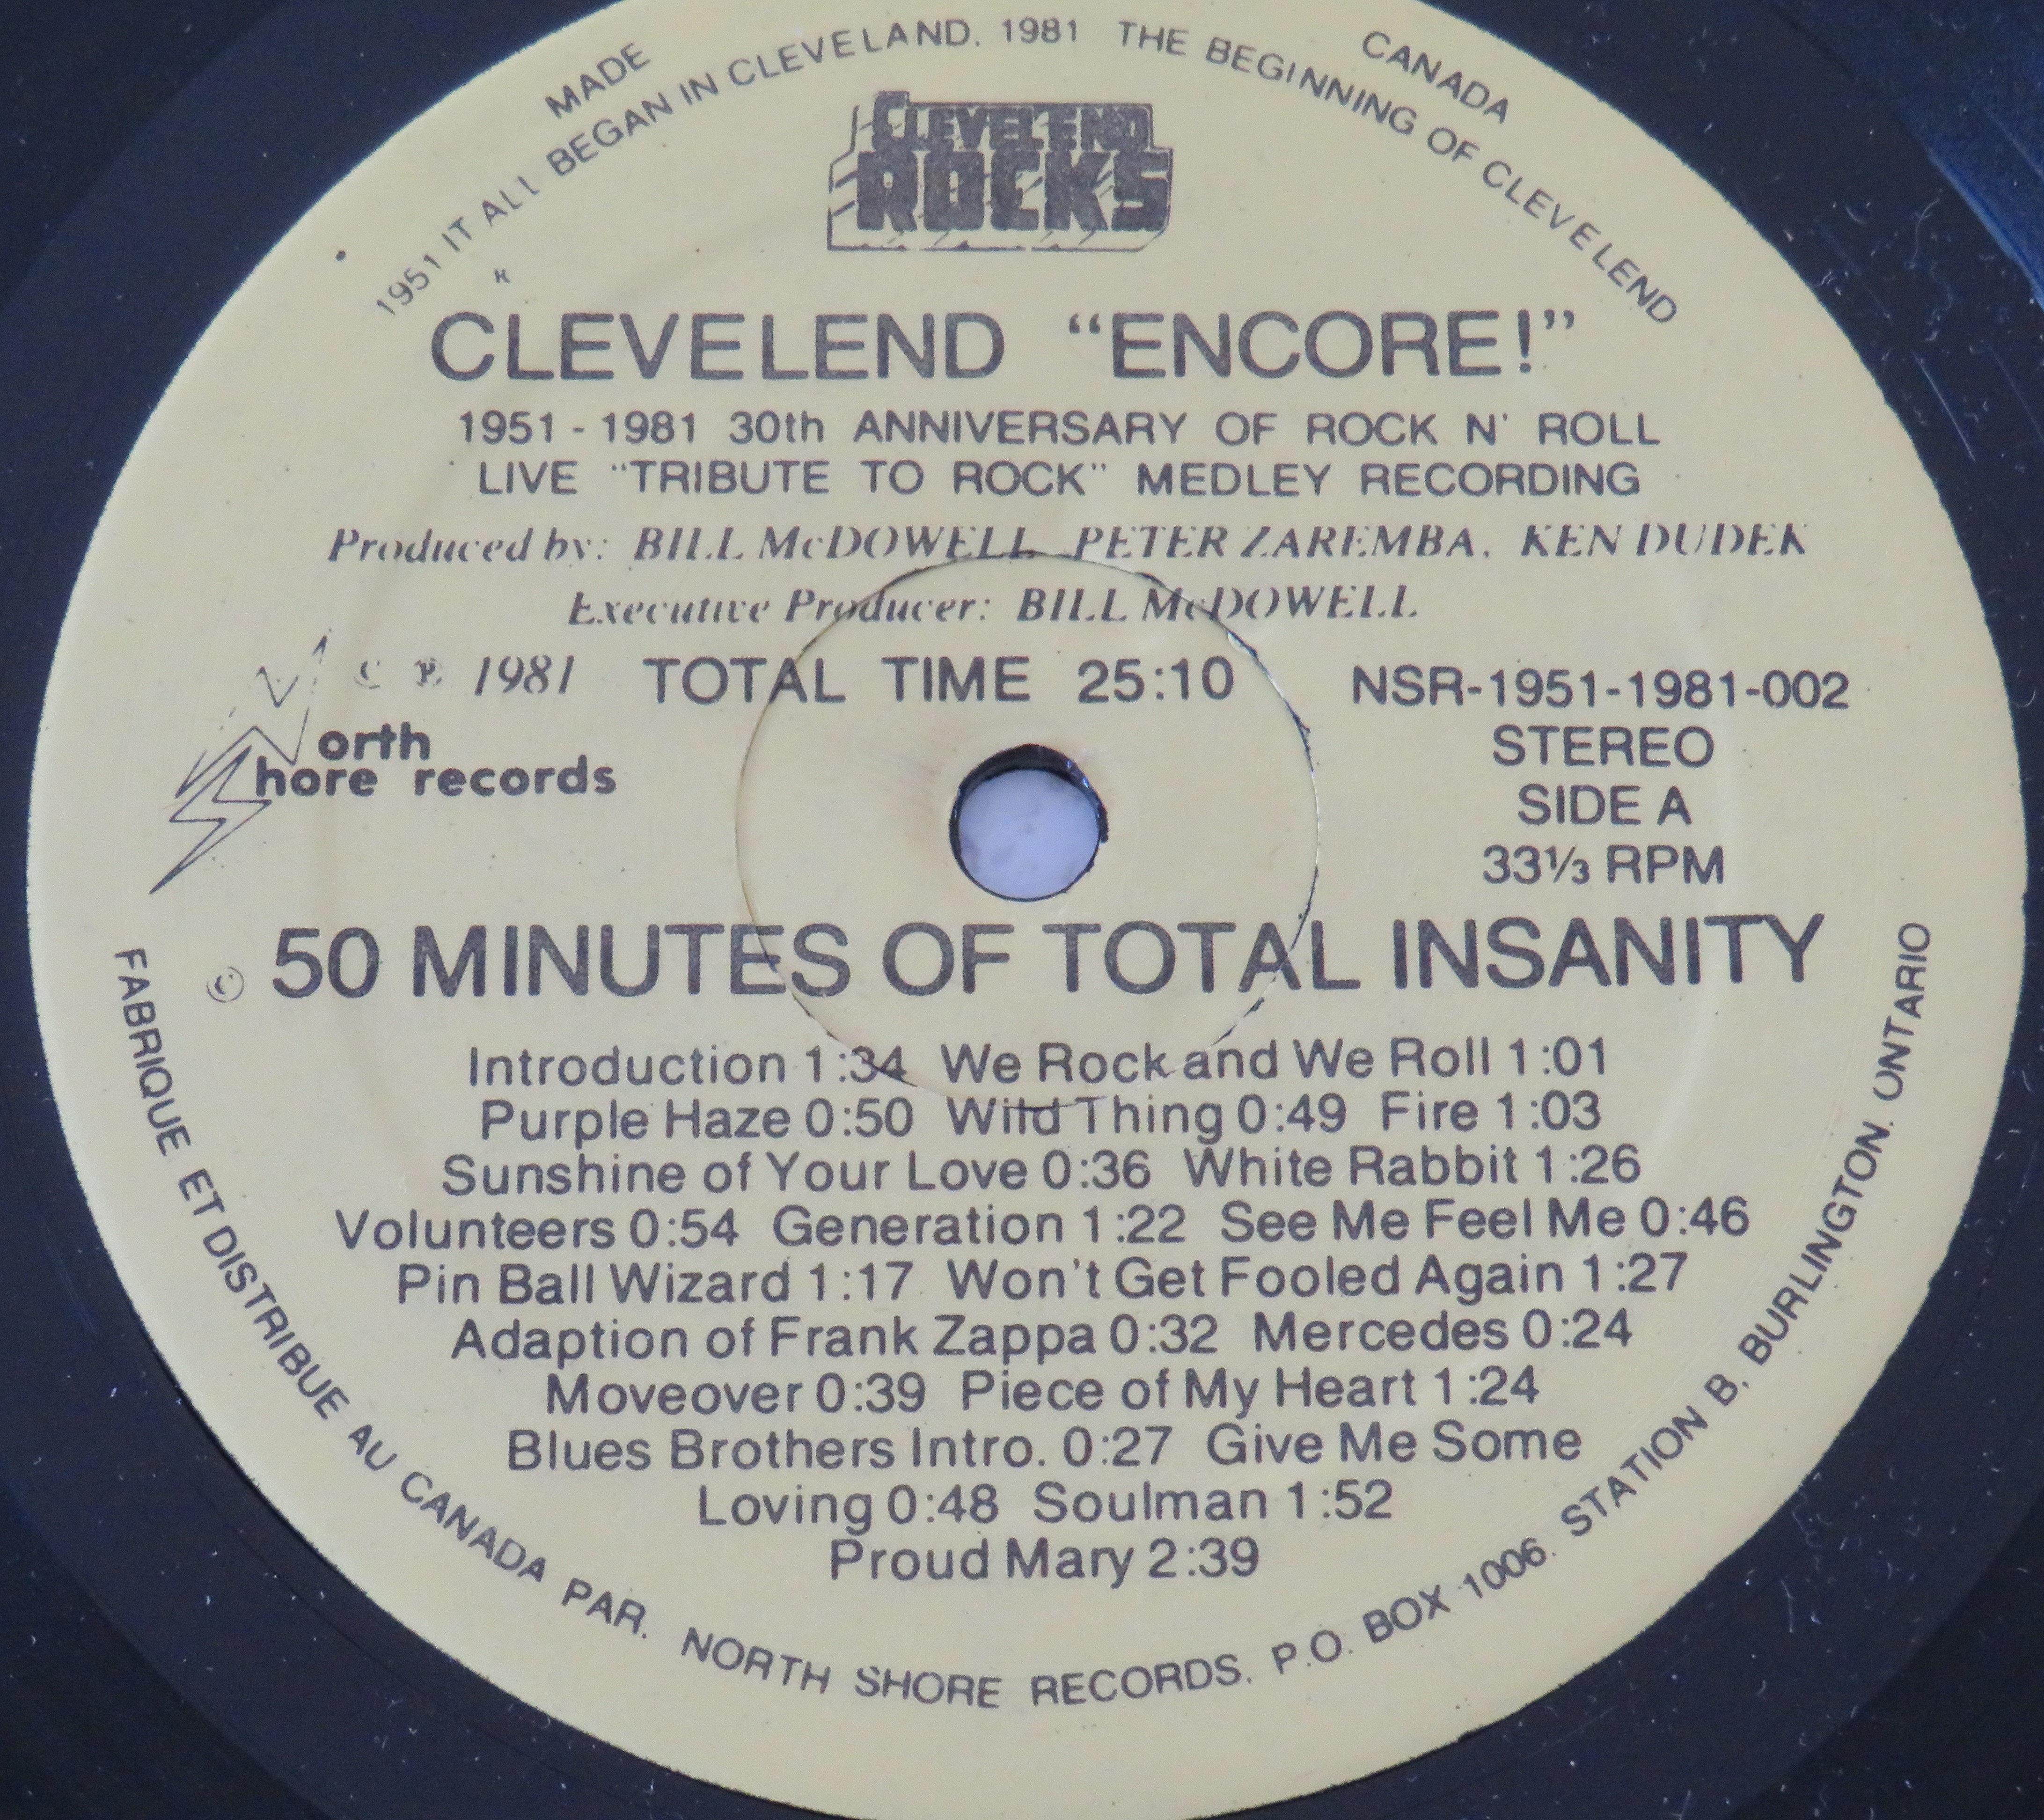 MADE
CANADA
1951 IT ALL BEGAN IN CLEVELAND. 1981 THE BEGINNING OF CLEVELEND
CLEVELEND
ROCKS
CLEVELEND “ENCORE!”
1951 - 1981 30th ANNIVERSARY OF ROCK N' ROLL
LIVE “TRIBUTE TO ROCK” MEDLEY RECORDING
Produced by: BILL McDOWELL, PETER ZAREMBA, KEN DUDEK
Executive Producer: BILL McDOWELL
© ℗ 1981 TOTAL TIME 25:10
NSR-1951-1981-002
STEREO
SIDE A
33⅓ RPM
North
Shore records
© 50 MINUTES OF TOTAL INSANITY
Introduction 1:34 We Rock and We Roll 1:01
Purple Haze 0:50 Wild Thing 0:49 Fire 1:03
Sunshine of Your Love 0:36 White Rabbit 1:26
Volunteers 0:54 Generation 1:22 See Me Feel Me 0:46
Pin Ball Wizard 1:17 Won't Get Fooled Again 1:27
Adaption of Frank Zappa 0:32 Mercedes 0:24
Moveover 0:39 Piece of My Heart 1:24
Blues Brothers Intro. 0:27 Give Me Some
Loving 0:48 Soulman 1:52
Proud Mary 2:39
FABRIQUE ET DISTRIBUE AU CANADA PAR. NORTH SHORE RECORDS. P.O. BOX 1006. STATION B. BURLINGTON. ONTARIO